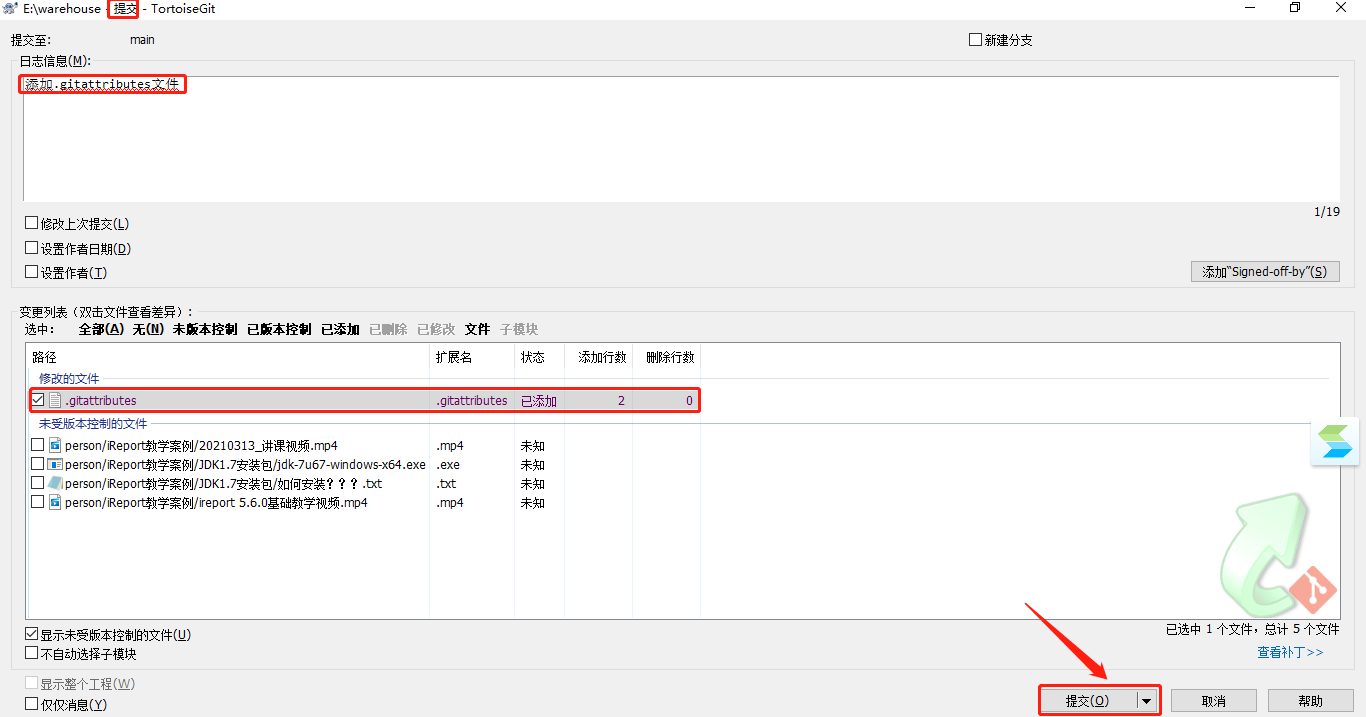 E:\warehouse - 提交 - TortoiseGit
提交至: main 新建分支
日志信息(M):
添加.gitattributes文件
1/19
修改上次提交(L)
设置作者日期(D)
设置作者(T) 添加“Signed-off-by”(S)
变更列表（双击文件查看差异）:
选中: 全部(A) 无(N) 未版本控制 已版本控制 已添加 已删除 已修改 文件 子模块
路径 扩展名 状态 添加行数 删除行数
修改的文件
.gitattributes .gitattributes 已添加 2 0
未受版本控制的文件
person/iReport教学案例/20210313_讲课视频.mp4 .mp4 未知
person/iReport教学案例/JDK1.7安装包/jdk-7u67-windows-x64.exe .exe 未知
person/iReport教学案例/JDK1.7安装包/如何安装？？？.txt .txt 未知
person/iReport教学案例/ireport 5.6.0基础教学视频.mp4 .mp4 未知
显示未受版本控制的文件(U) 已选中 1 个文件，总计 5 个文件
不自动选择子模块 查看补丁>>
显示整个工程(W)
仅仅消息(Y) 提交(O) 取消 帮助